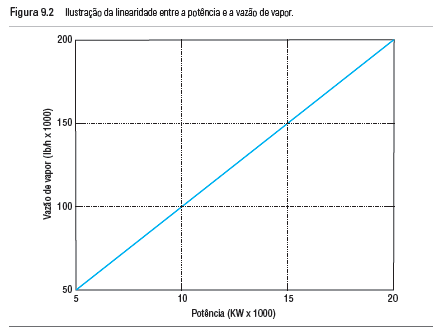 Figura 9.2 Ilustração da linearidade entre a potência e a vazão de vapor.
200
150
100
50
Vazão de vapor (lb/h x 1000)
5 10 15 20
Potência (KW x 1000)